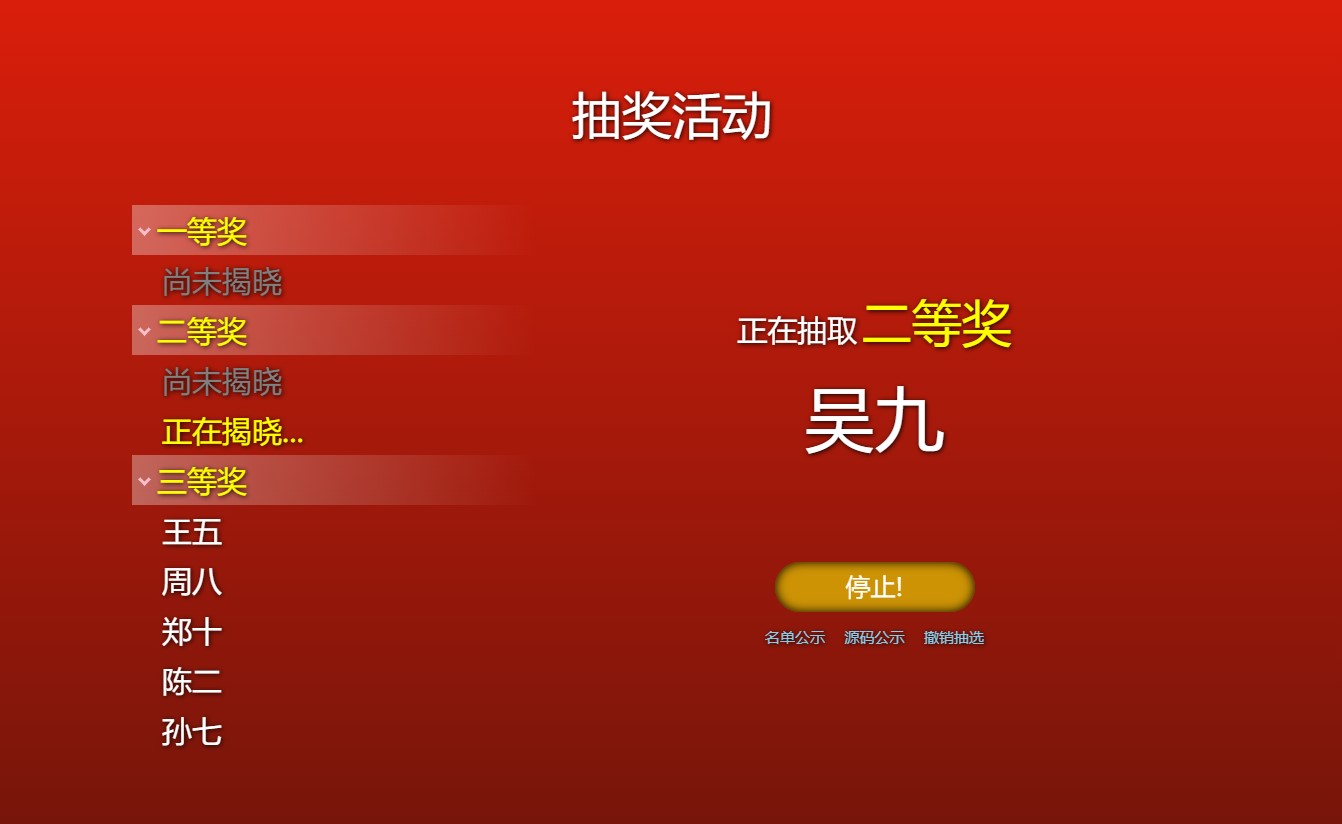 抽奖活动
一等奖
尚未揭晓
二等奖
尚未揭晓
正在揭晓...
三等奖
王五
周八
郑十
陈二
孙七
正在抽取 二等奖
吴九
停止!
名单公示 源码公示 撤销抽选